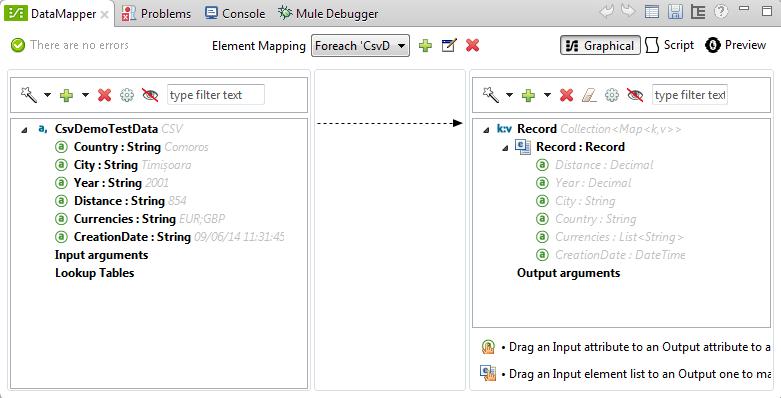 DataMapper Problems Console Mule Debugger
There are no errors Element Mapping Foreach 'CsvD Graphical Script Preview
type filter text type filter text
a, CsvDemoTestData CSV
Country : String Comoros
City : String Timișoara
Year : String 2001
Distance : String 854
Currencies : String EUR;GBP
CreationDate : String 09/06/14 11:31:45
Input arguments
Lookup Tables
k:v Record Collection<Map<k,v>>
Record : Record
Distance : Decimal
Year : Decimal
City : String
Country : String
Currencies : List<String>
CreationDate : DateTime
Output arguments
• Drag an Input attribute to an Output attribute to a
• Drag an Input element list to an Output one to ma